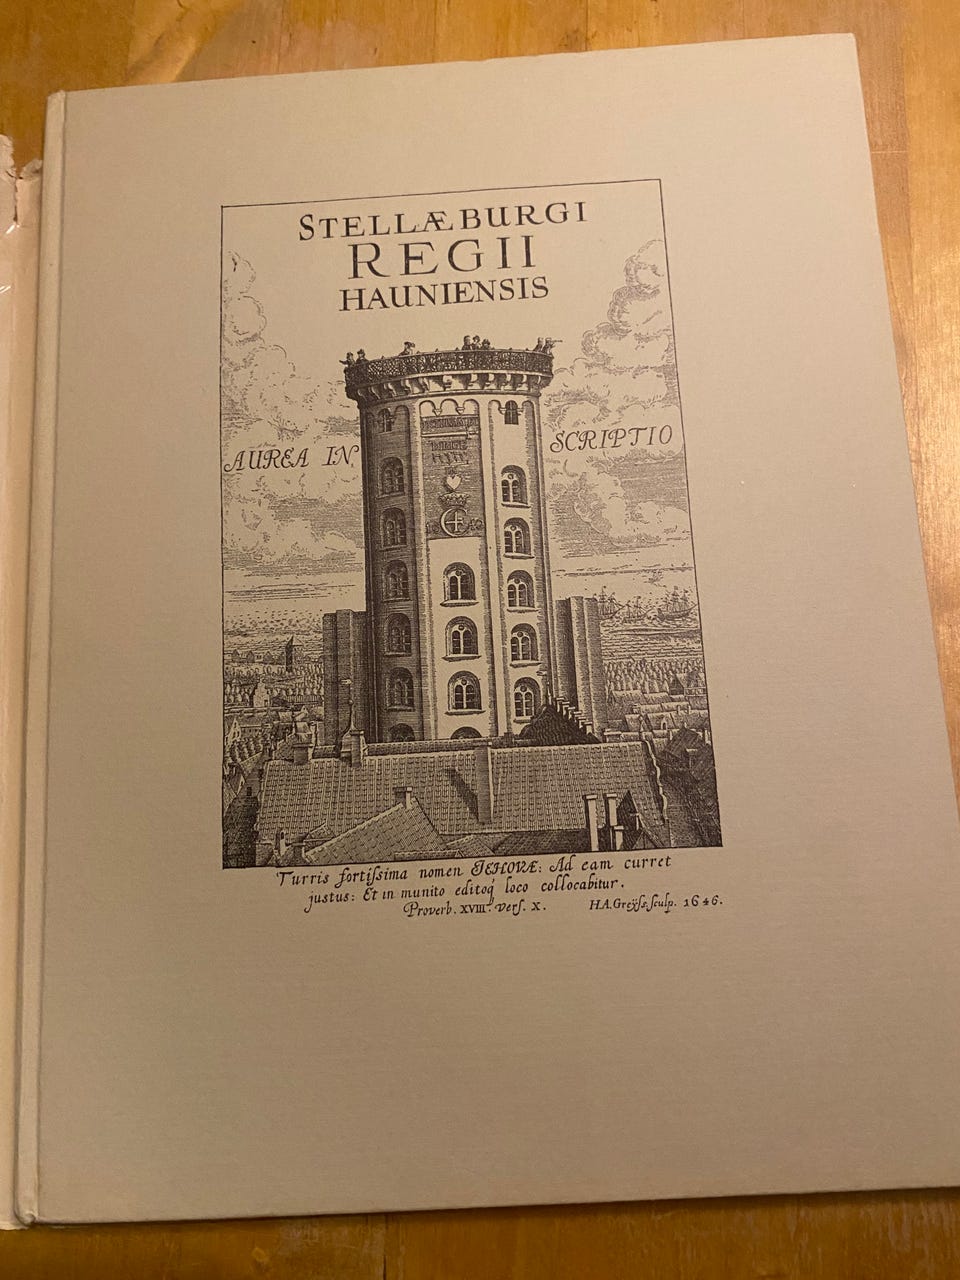 STELLÆBURGI
REGII
HAUNIENSIS
AUREA IN SCRIPTIO
Turris fortiſsima nomen JEHOVÆ: Ad eam curret
justus: Et in munito editoq́ loco collocabitur.
Proverb. XVIII. verſ. X. H.A. Greÿſs: ſculp. 1646.